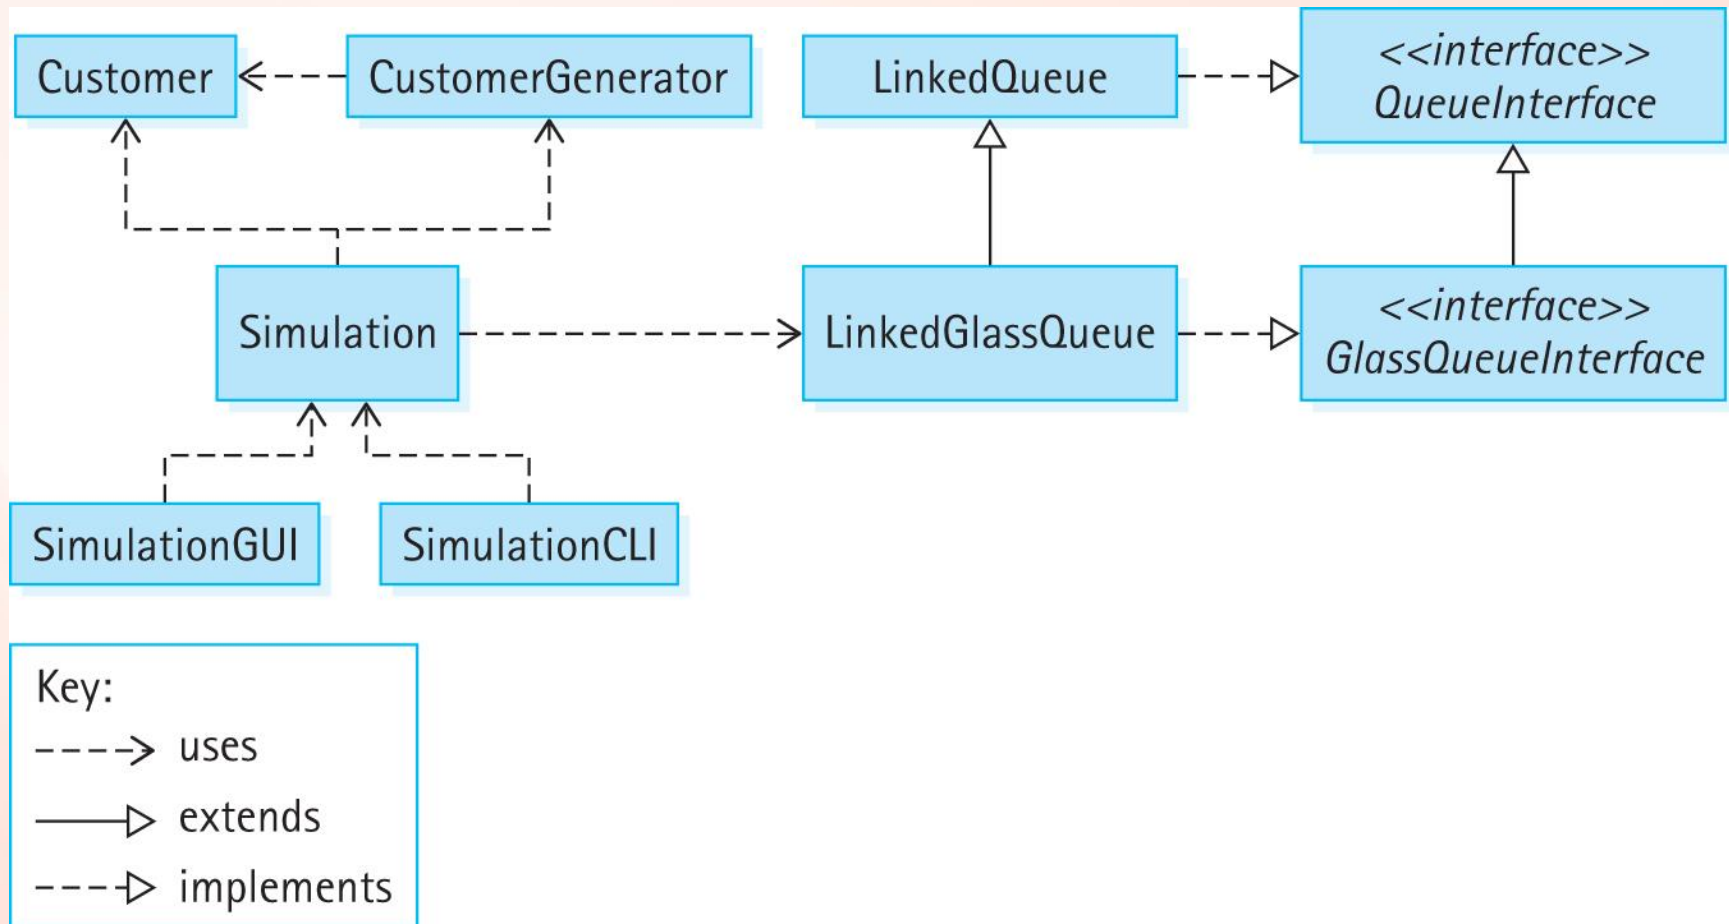 Customer
CustomerGenerator
LinkedQueue
<<interface>>
QueueInterface
Simulation
LinkedGlassQueue
<<interface>>
GlassQueueInterface
SimulationGUI
SimulationCLI
Key:
uses
extends
implements